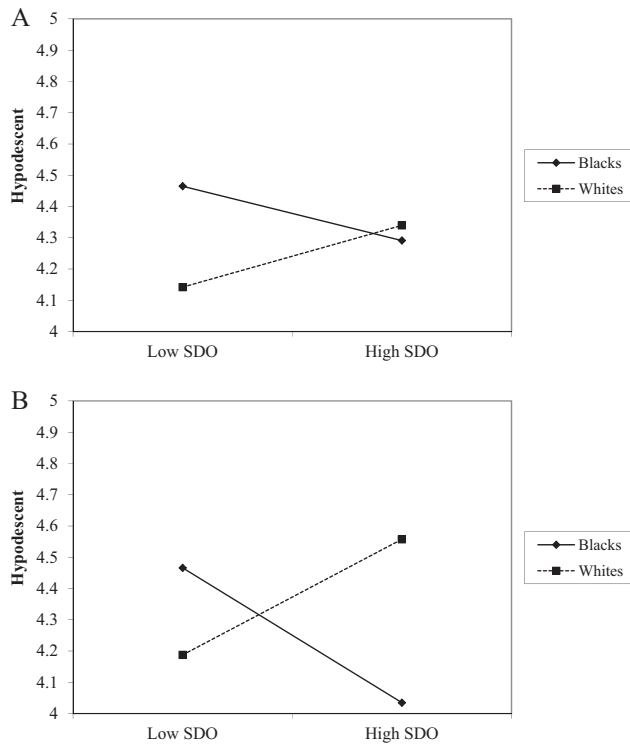 A
5
4.9
4.8
4.7
4.6
4.5
4.4
4.3
4.2
4.1
4
Hypodescent
Low SDO High SDO
Blacks
Whites
B
5
4.9
4.8
4.7
4.6
4.5
4.4
4.3
4.2
4.1
4
Hypodescent
Low SDO High SDO
Blacks
Whites